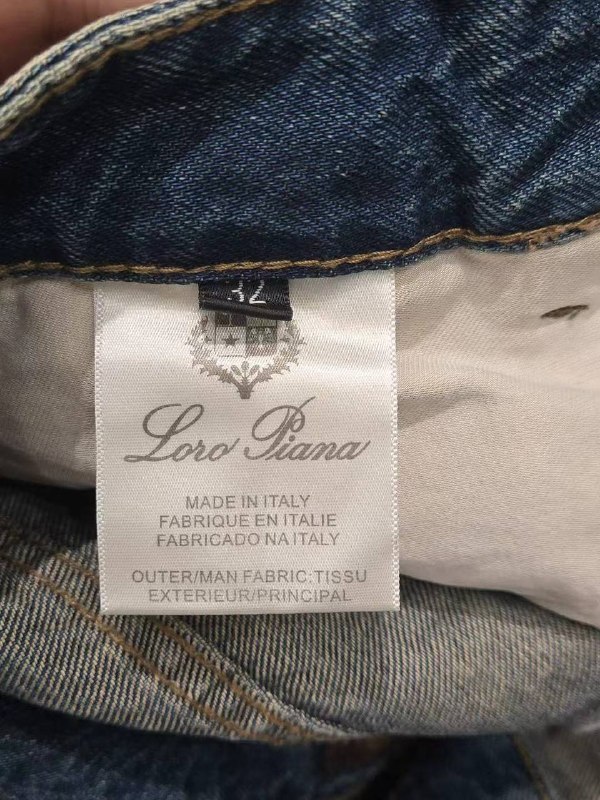 32
Loro Piana
MADE IN ITALY
FABRIQUE EN ITALIE
FABRICADO NA ITALY
OUTER/MAN FABRIC:TISSU
EXTERIEUR/PRINCIPAL